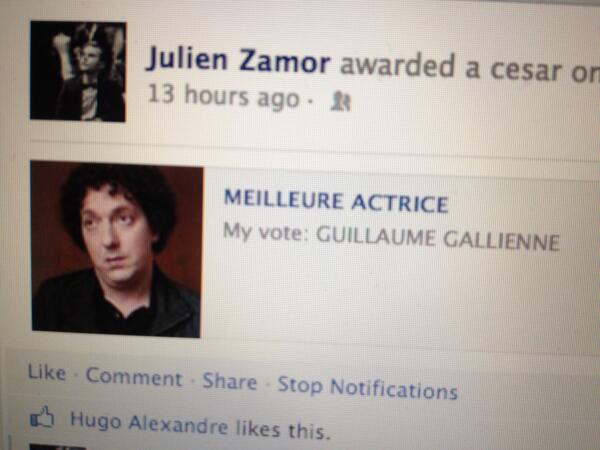 Julien Zamor awarded a cesar on
13 hours ago ·
MEILLEURE ACTRICE
My vote: GUILLAUME GALLIENNE
Like · Comment · Share · Stop Notifications
Hugo Alexandre likes this.